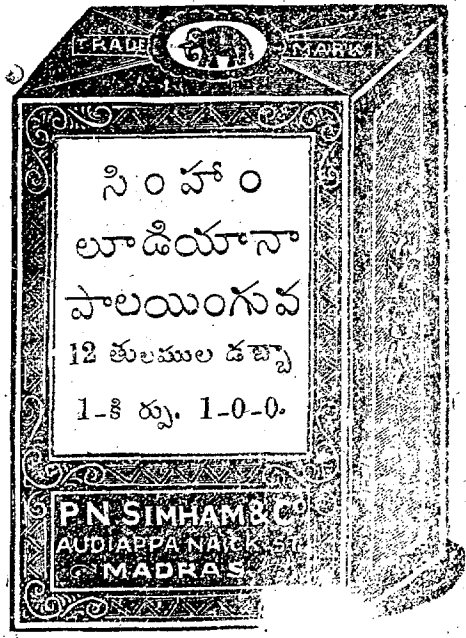 TRADE MARK
సింహాం
లూడియానా
పాలయింగువ
12 తులముల డబ్బా
1-కి ర్పు. 1-0-0.
P.N. SIMHAM & Co
AUDIAPPA NAICK ST.
MADRAS